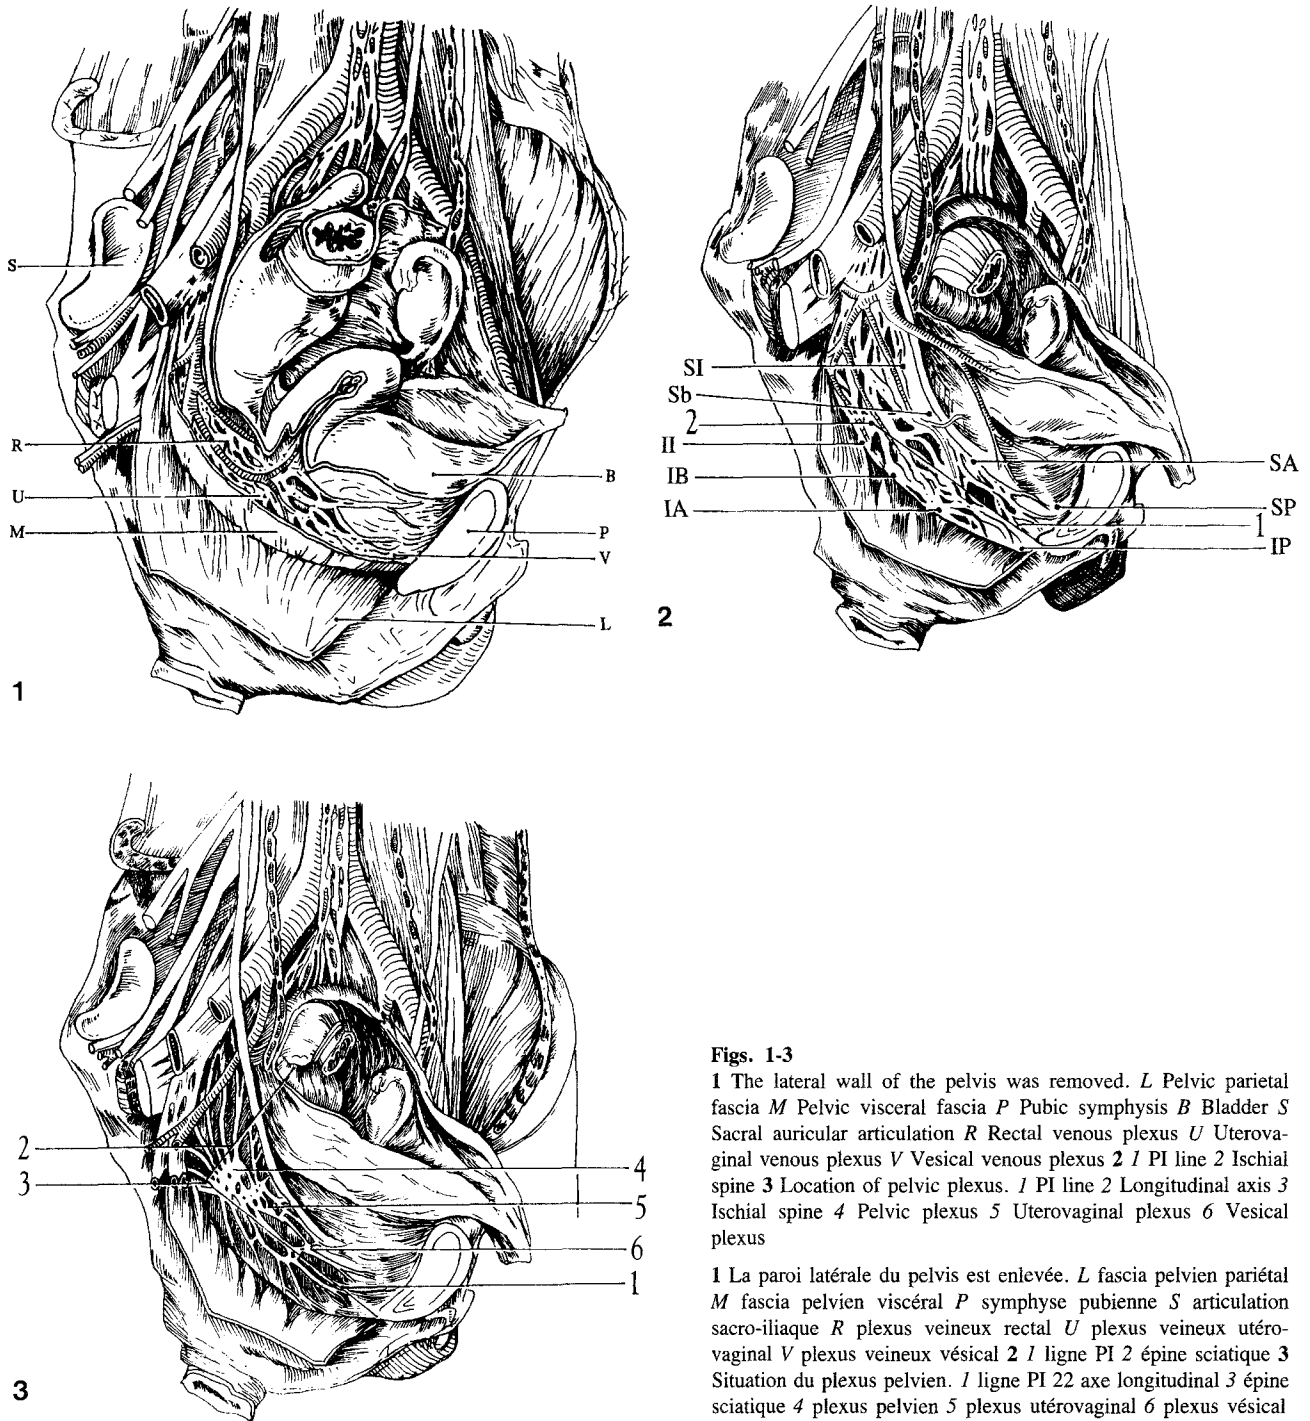 S
R
U
M
B
P
V
L
1
SI
Sb
2
II
IB
IA
SA
SP
1
IP
2
2
3
4
5
6
1
3
Figs. 1-3
1 The lateral wall of the pelvis was removed. L Pelvic parietal
fascia M Pelvic visceral fascia P Pubic symphysis B Bladder S
Sacral auricular articulation R Rectal venous plexus U Uterova-
ginal venous plexus V Vesical venous plexus 2 1 PI line 2 Ischial
spine 3 Location of pelvic plexus. 1 PI line 2 Longitudinal axis 3
Ischial spine 4 Pelvic plexus 5 Uterovaginal plexus 6 Vesical
plexus
1 La paroi latérale du pelvis est enlevée. L fascia pelvien pariétal
M fascia pelvien viscéral P symphyse pubienne S articulation
sacro-iliaque R plexus veineux rectal U plexus veineux utéro-
vaginal V plexus veineux vésical 2 1 ligne PI 2 épine sciatique 3
Situation du plexus pelvien. 1 ligne PI 22 axe longitudinal 3 épine
sciatique 4 plexus pelvien 5 plexus utérovaginal 6 plexus vésical